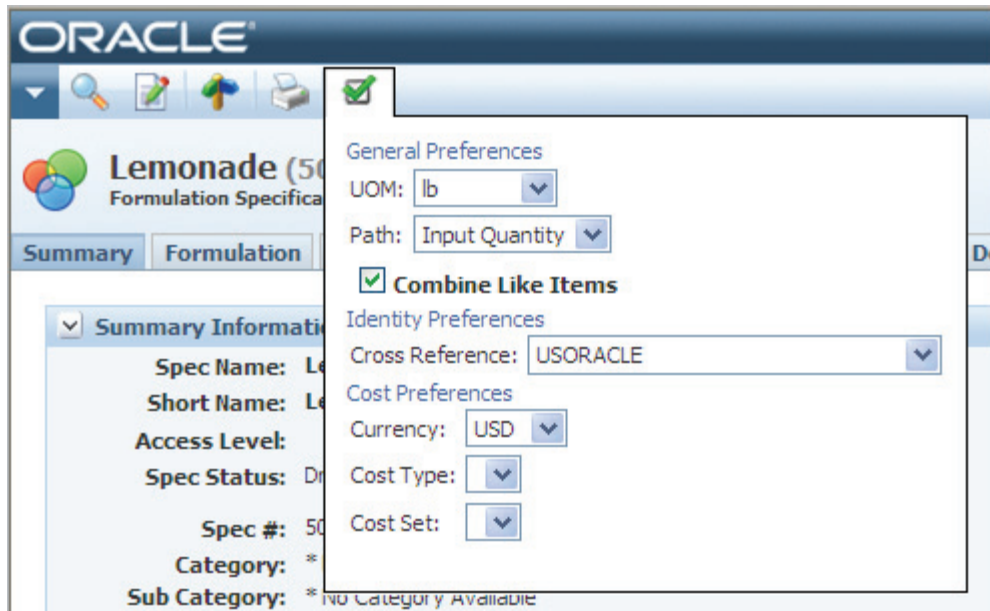 ORACLE
Lemonade (50
Formulation Specifica
Summary Formulation
General Preferences
UOM: lb
Path: Input Quantity
Combine Like Items
Identity Preferences
Cross Reference: USORACLE
Cost Preferences
Currency: USD
Cost Type:
Cost Set:
Summary Informati
Spec Name: Le
Short Name: Le
Access Level:
Spec Status: Dr
Spec #: 50
Category: *
Sub Category: * No Category Available